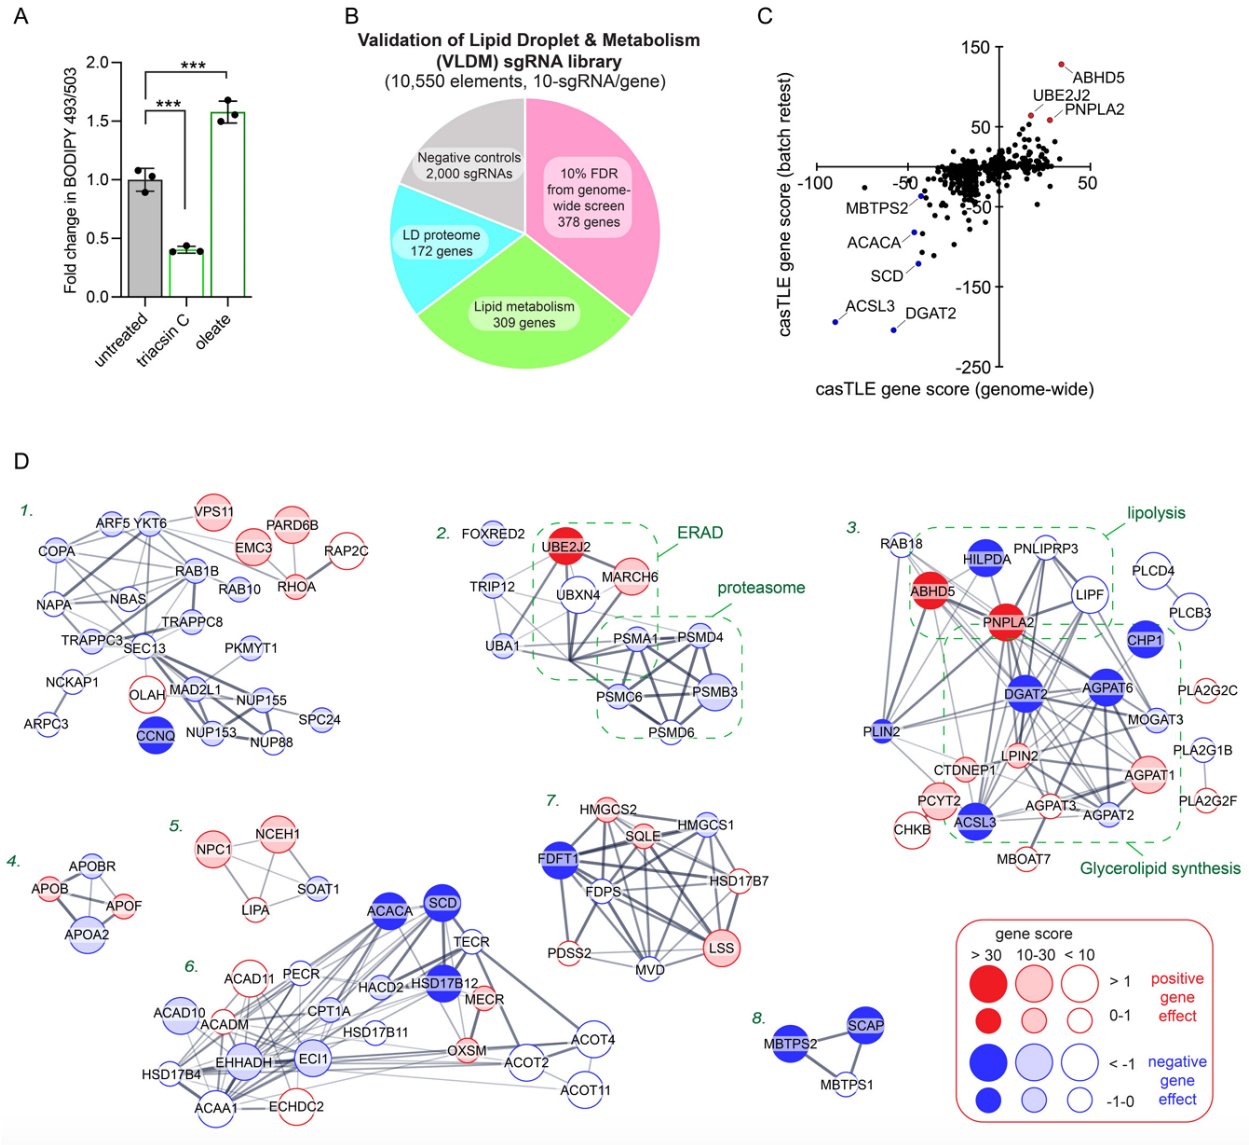 A
Fold change in BODIPY 493/503
2.0
1.5
1.0
0.5
0.0
***
***
untreated
triacsin C
oleate
B
Validation of Lipid Droplet & Metabolism
(VLDM) sgRNA library
(10,550 elements, 10-sgRNA/gene)
Negative controls
2,000 sgRNAs
10% FDR
from genome-
wide screen
378 genes
LD proteome
172 genes
Lipid metabolism
309 genes
C
casTLE gene score (batch retest)
150
50
-50
-150
-250
-100
-50
50
ABHD5
UBE2J2
PNPLA2
MBTPS2
ACACA
SCD
ACSL3
DGAT2
casTLE gene score (genome-wide)
D
1.
ARF5
YKT6
VPS11
PARD6B
COPA
EMC3
RAP2C
RAB1B
RAB10
RHOA
NAPA
NBAS
TRAPPC8
TRAPPC3
SEC13
PKMYT1
NCKAP1
OLAH
MAD2L1
NUP155
ARPC3
SPC24
CCNQ
NUP153
NUP88
2.
FOXRED2
UBE2J2
ERAD
TRIP12
MARCH6
UBXN4
proteasome
UBA1
PSMA1
PSMD4
PSMC6
PSMB3
PSMD6
3.
lipolysis
RAB18
HILPDA
PNLIPRP3
PLCD4
ABHD5
LIPF
PLCB3
PNPLA2
CHP1
DGAT2
AGPAT6
PLA2G2C
PLIN2
MOGAT3
LPIN2
PLA2G1B
CTDNEP1
AGPAT1
PCYT2
AGPAT3
PLA2G2F
CHKB
ACSL3
AGPAT2
MBOAT7
Glycerolipid synthesis
4.
APOBR
APOB
APOF
APOA2
5.
NCEH1
NPC1
SOAT1
LIPA
6.
ACACA
SCD
TECR
ACAD11
PECR
HACD2
HSD17B12
MECR
ACAD10
ACADM
CPT1A
HSD17B11
EHHADH
ECI1
OXSM
ACOT4
HSD17B4
ACOT2
ACAA1
ECHDC2
ACOT11
7.
HMGCS2
SQLE
HMGCS1
FDFT1
FDPS
HSD17B7
PDSS2
LSS
MVD
8.
SCAP
MBTPS2
MBTPS1
gene score
> 30
10-30
< 10
> 1
0-1
positive
gene
effect
< -1
-1-0
negative
gene
effect